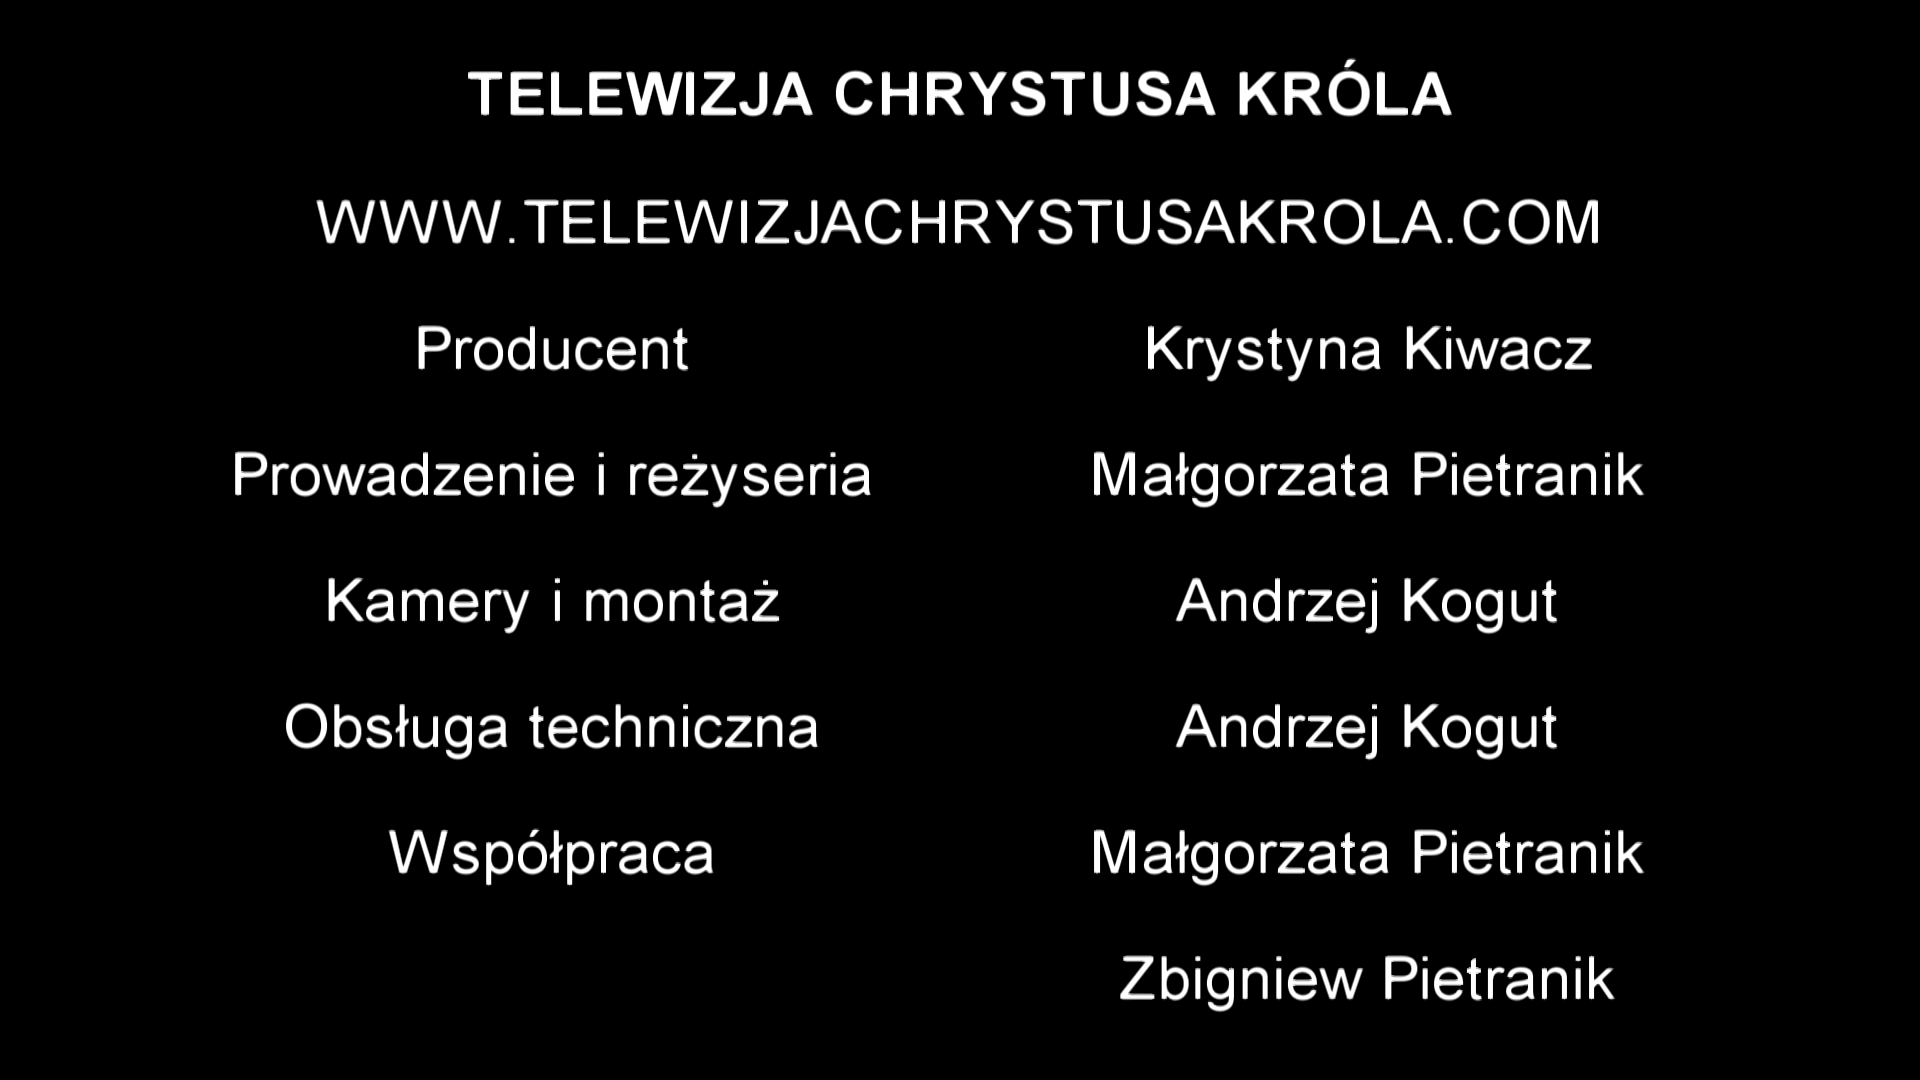 TELEWIZJA CHRYSTUSA KRÓLA
WWW.TELEWIZJACHRYSTUSAKROLA.COM
Producent Krystyna Kiwacz
Prowadzenie i reżyseria Małgorzata Pietranik
Kamery i montaż Andrzej Kogut
Obsługa techniczna Andrzej Kogut
Współpraca Małgorzata Pietranik
Zbigniew Pietranik